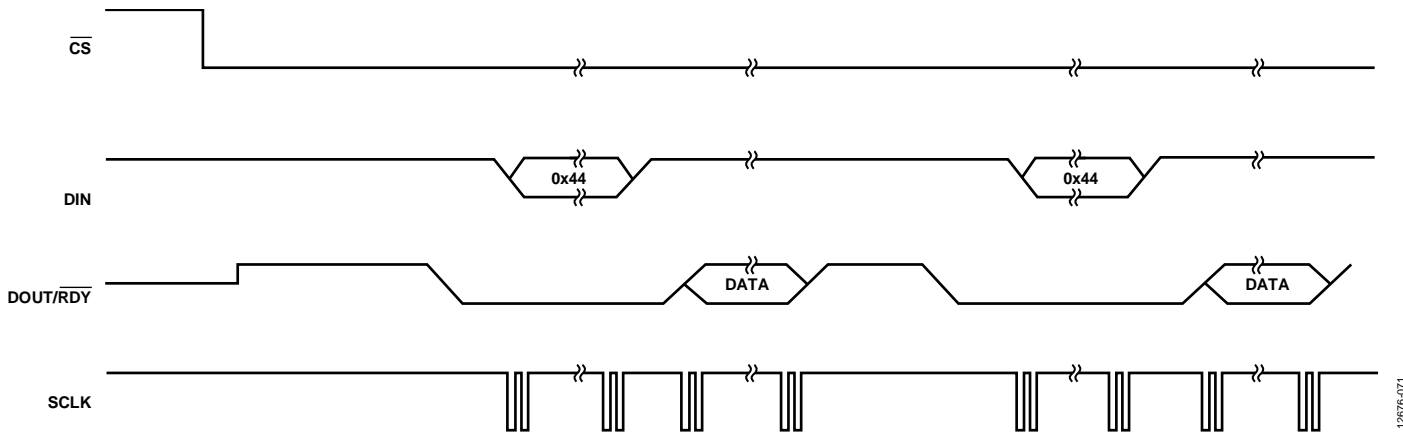 CS
DIN
0x44
0x44
DOUT/RDY
DATA
DATA
SCLK
12676-071